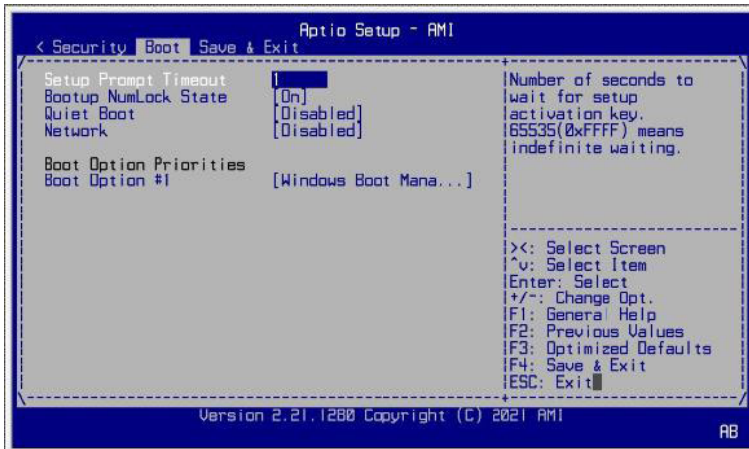 Aptio Setup - AMI
< Security Boot Save & Exit
Setup Prompt Timeout 1
Bootup NumLock State [On]
Quiet Boot [Disabled]
Network [Disabled]
Boot Option Priorities
Boot Option #1 [Windows Boot Mana...]
Number of seconds to
wait for setup
activation key.
65535(0xFFFF) means
indefinite waiting.
><: Select Screen
^v: Select Item
Enter: Select
+/-: Change Opt.
F1: General Help
F2: Previous Values
F3: Optimized Defaults
F4: Save & Exit
ESC: Exit
Version 2.21.1280 Copyright (C) 2021 AMI
AB